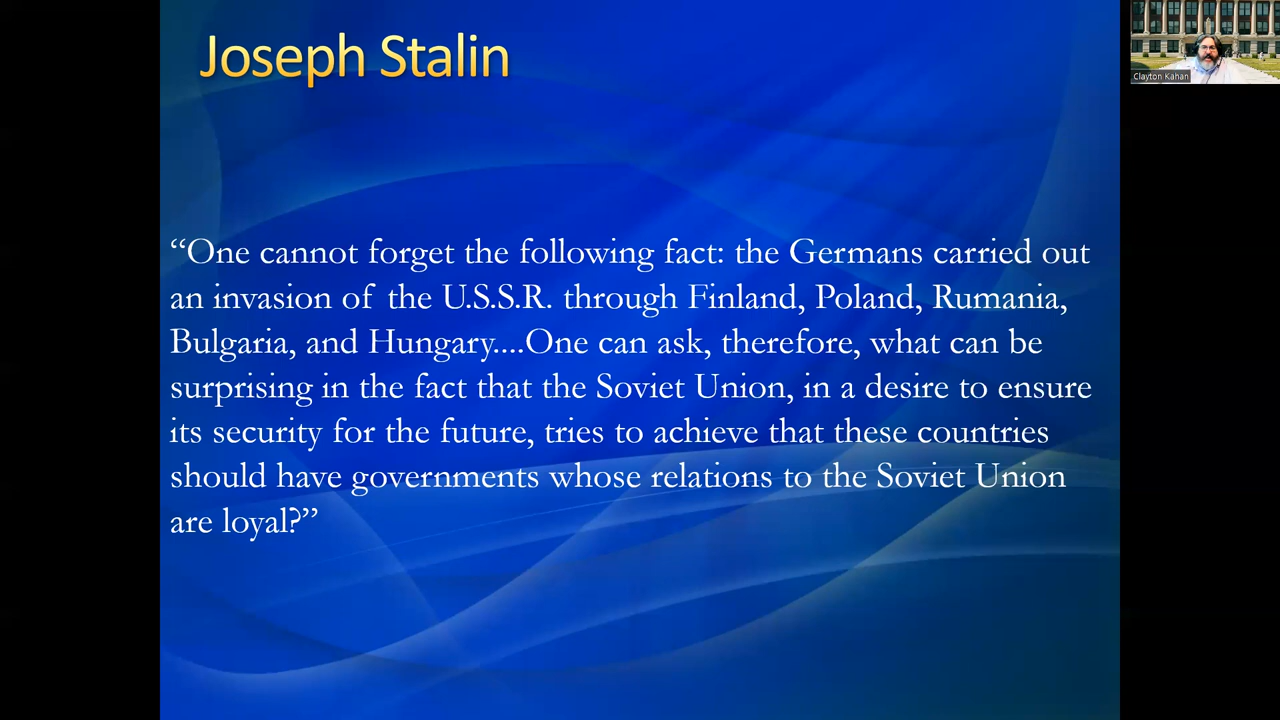 Joseph Stalin
Clayton Kahan
“One cannot forget the following fact: the Germans carried out
an invasion of the U.S.S.R. through Finland, Poland, Rumania,
Bulgaria, and Hungary....One can ask, therefore, what can be
surprising in the fact that the Soviet Union, in a desire to ensure
its security for the future, tries to achieve that these countries
should have governments whose relations to the Soviet Union
are loyal?”